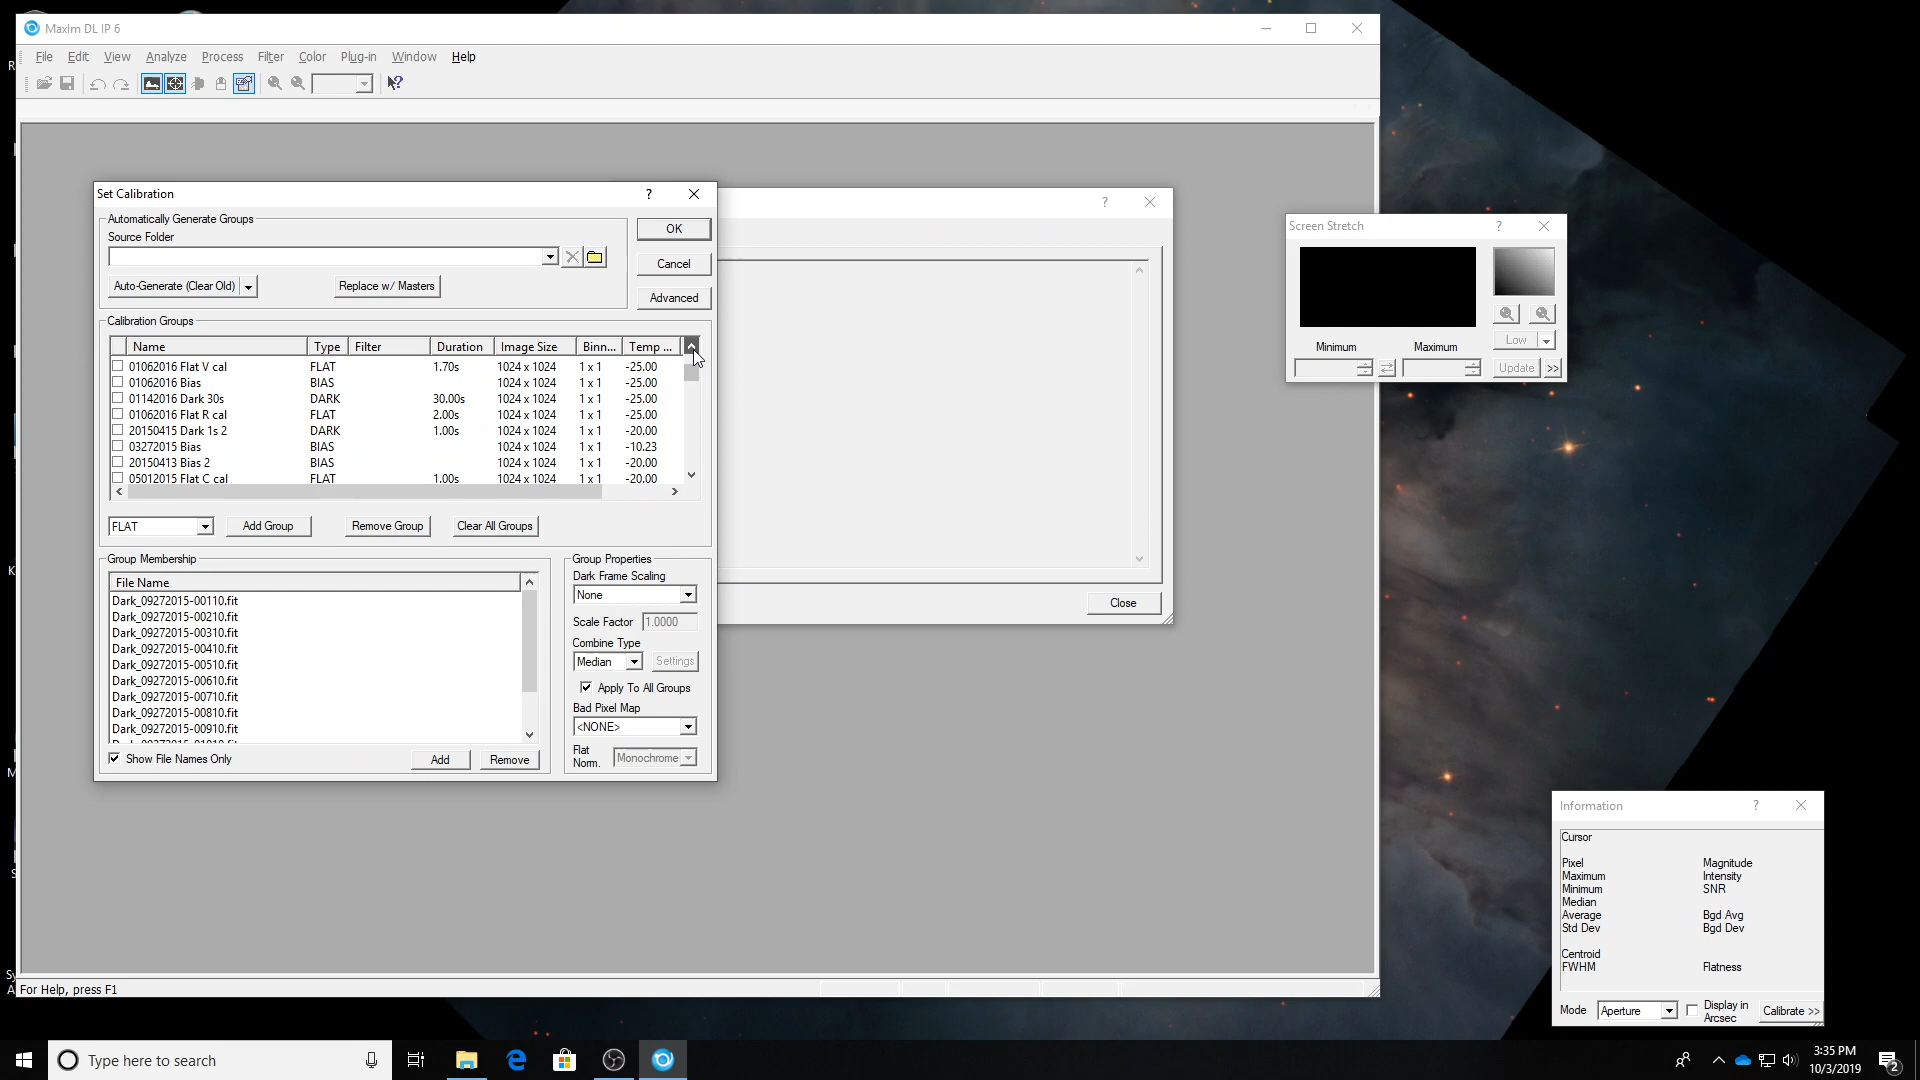 MaxIm DL IP 6
File Edit View Analyze Process Filter Color Plug-in Window Help
Set Calibration
?
Automatically Generate Groups
Source Folder
OK
Auto-Generate (Clear Old)
Replace w/ Masters
Cancel
Advanced
Calibration Groups
Name Type Filter Duration Image Size Binn... Temp ...
01062016 Flat V cal FLAT 1.70s 1024 x 1024 1 x 1 -25.00
01062016 Bias BIAS 1024 x 1024 1 x 1 -25.00
01142016 Dark 30s DARK 30.00s 1024 x 1024 1 x 1 -25.00
01062016 Flat R cal FLAT 2.00s 1024 x 1024 1 x 1 -25.00
20150415 Dark 1s 2 DARK 1.00s 1024 x 1024 1 x 1 -20.00
03272015 Bias BIAS 1024 x 1024 1 x 1 -10.23
20150413 Bias 2 BIAS 1024 x 1024 1 x 1 -20.00
05012015 Flat C cal FLAT 1.00s 1024 x 1024 1 x 1 -20.00
FLAT Add Group Remove Group Clear All Groups
Group Membership
File Name
Dark_09272015-00110.fit
Dark_09272015-00210.fit
Dark_09272015-00310.fit
Dark_09272015-00410.fit
Dark_09272015-00510.fit
Dark_09272015-00610.fit
Dark_09272015-00710.fit
Dark_09272015-00810.fit
Dark_09272015-00910.fit
Show File Names Only
Add
Remove
Group Properties
Dark Frame Scaling
None
Scale Factor 1.0000
Combine Type
Median Settings
Apply To All Groups
Bad Pixel Map
<NONE>
Flat Norm. Monochrome
?
Close
Screen Stretch
?
Minimum Maximum
Low
Update >>
Information
?
Cursor
Pixel Magnitude
Maximum Intensity
Minimum SNR
Median
Average Bgd Avg
Std Dev Bgd Dev
Centroid
FWHM Flatness
Mode Aperture Display in Arcsec Calibrate >>
For Help, press F1
Type here to search
3:35 PM
10/3/2019
2